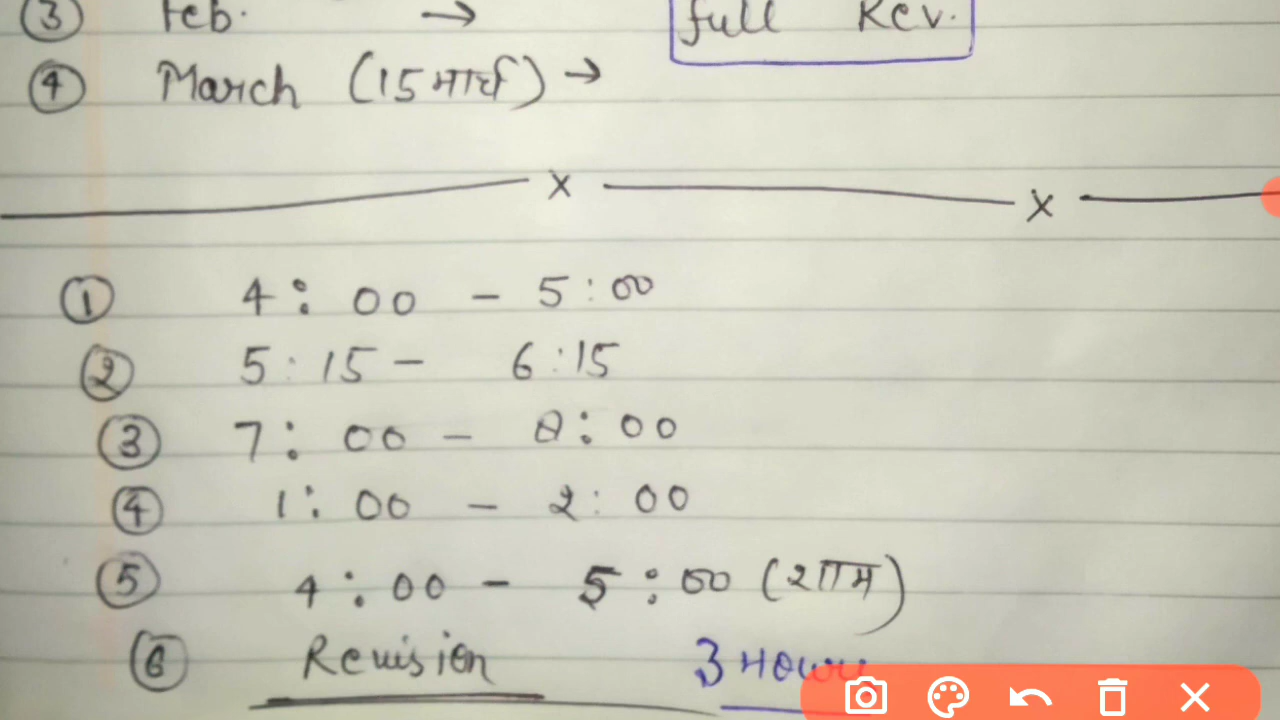 ③ Feb. → full Rev.
④ March (15 मार्च) →
x x
① 4:00 - 5:00
② 5:15 - 6:15
③ 7:00 - 8:00
④ 1:00 - 2:00
⑤ 4:00 - 5:00 (शाम)
⑥ Revision 3 Hours